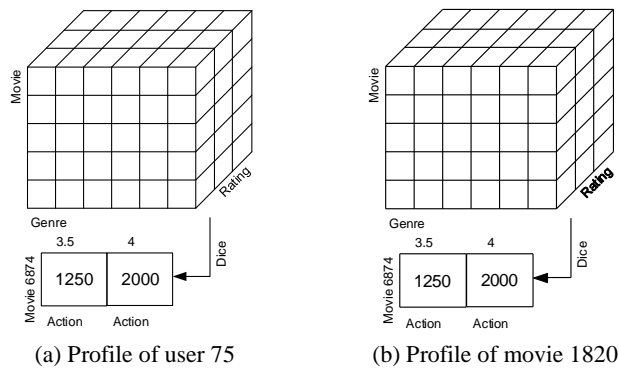 Movie
Rating
Genre
Dice
3.5 4
Movie 6874
1250 2000
Action Action
(a) Profile of user 75
Movie
Rating
Genre
Dice
3.5 4
Movie 6874
1250 2000
Action Action
(b) Profile of movie 1820